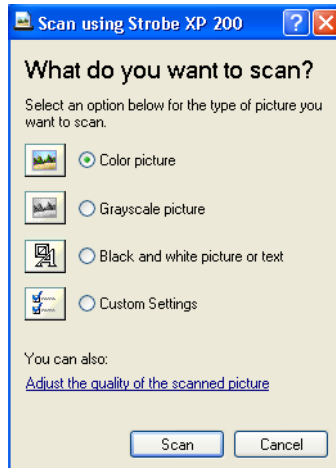 Scan using Strobe XP 200
What do you want to scan?
Select an option below for the type of picture you
want to scan.
Color picture
Grayscale picture
Black and white picture or text
Custom Settings
You can also:
Adjust the quality of the scanned picture
Scan
Cancel